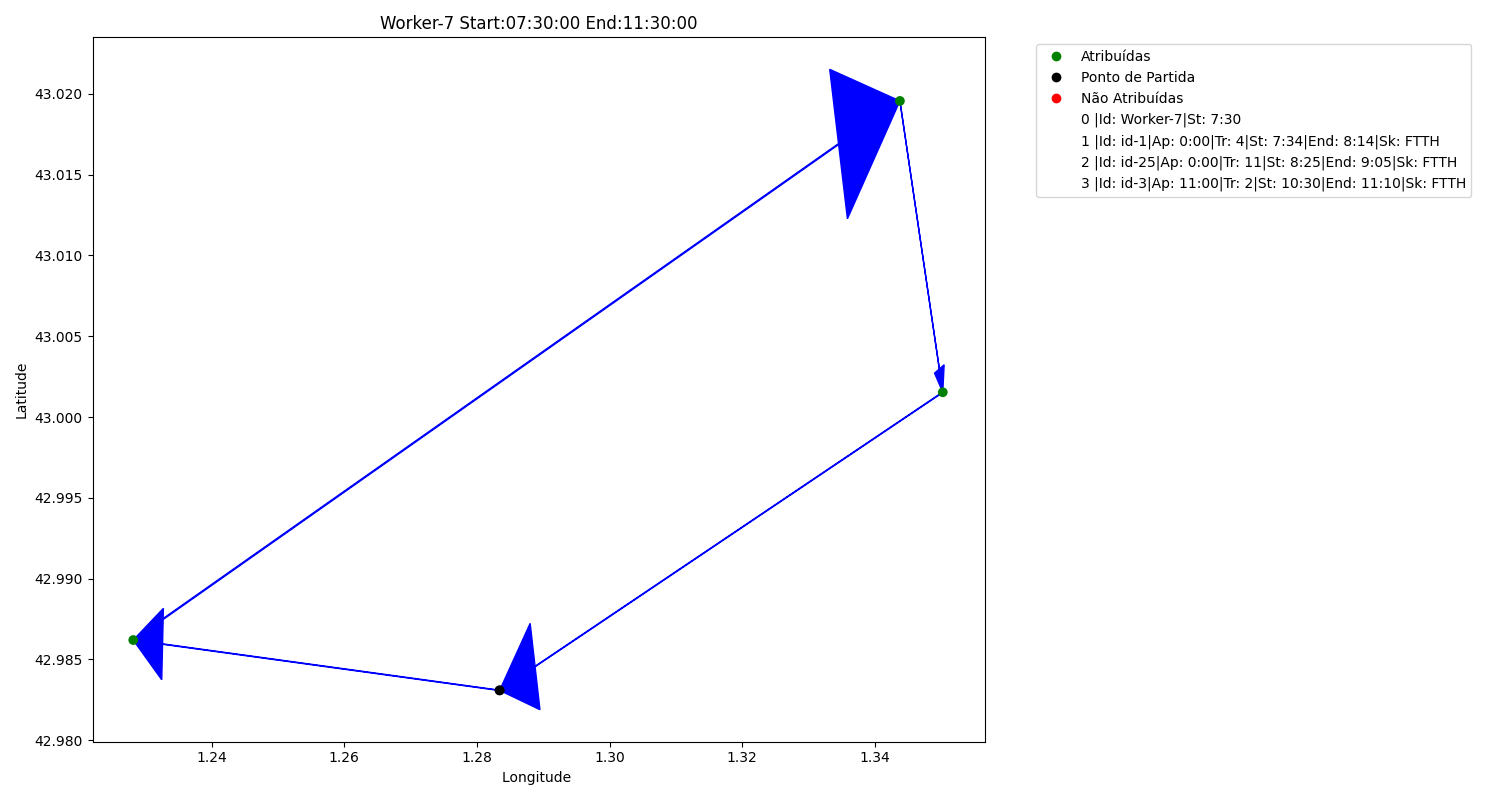 Worker-7 Start:07:30:00 End:11:30:00
Latitude
43.020
43.015
43.010
43.005
43.000
42.995
42.990
42.985
42.980
1.24 1.26 1.28 1.30 1.32 1.34
Longitude
Atribuídas
Ponto de Partida
Não Atribuídas
0 |Id: Worker-7|St: 7:30
1 |Id: id-1|Ap: 0:00|Tr: 4|St: 7:34|End: 8:14|Sk: FTTH
2 |Id: id-25|Ap: 0:00|Tr: 11|St: 8:25|End: 9:05|Sk: FTTH
3 |Id: id-3|Ap: 11:00|Tr: 2|St: 10:30|End: 11:10|Sk: FTTH